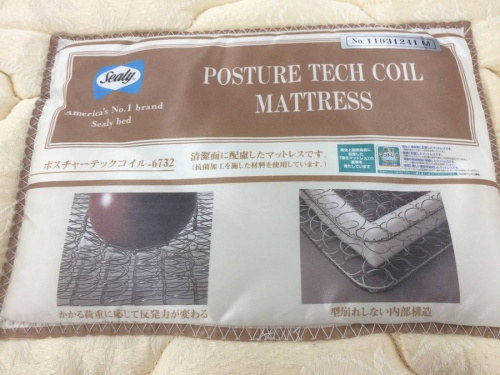 No. 11031241 M
Sealy
POSTURE TECH COIL
MATTRESS
America's No.1 brand
Sealy bed
ポスチャーテックコイル-6732
清潔面に配慮したマットレスです。
(抗菌加工を施した材料を使用しています。)
かかる荷重に応じて反発力が変わる
型崩れしない内部構造